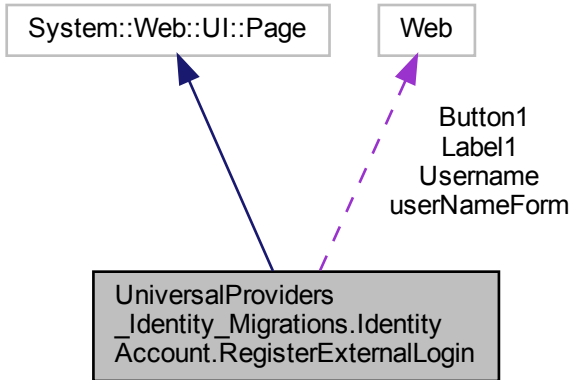 System::Web::UI::Page
Web
Button1
Label1
Username
userNameForm
UniversalProviders
_Identity_Migrations.Identity
Account.RegisterExternalLogin